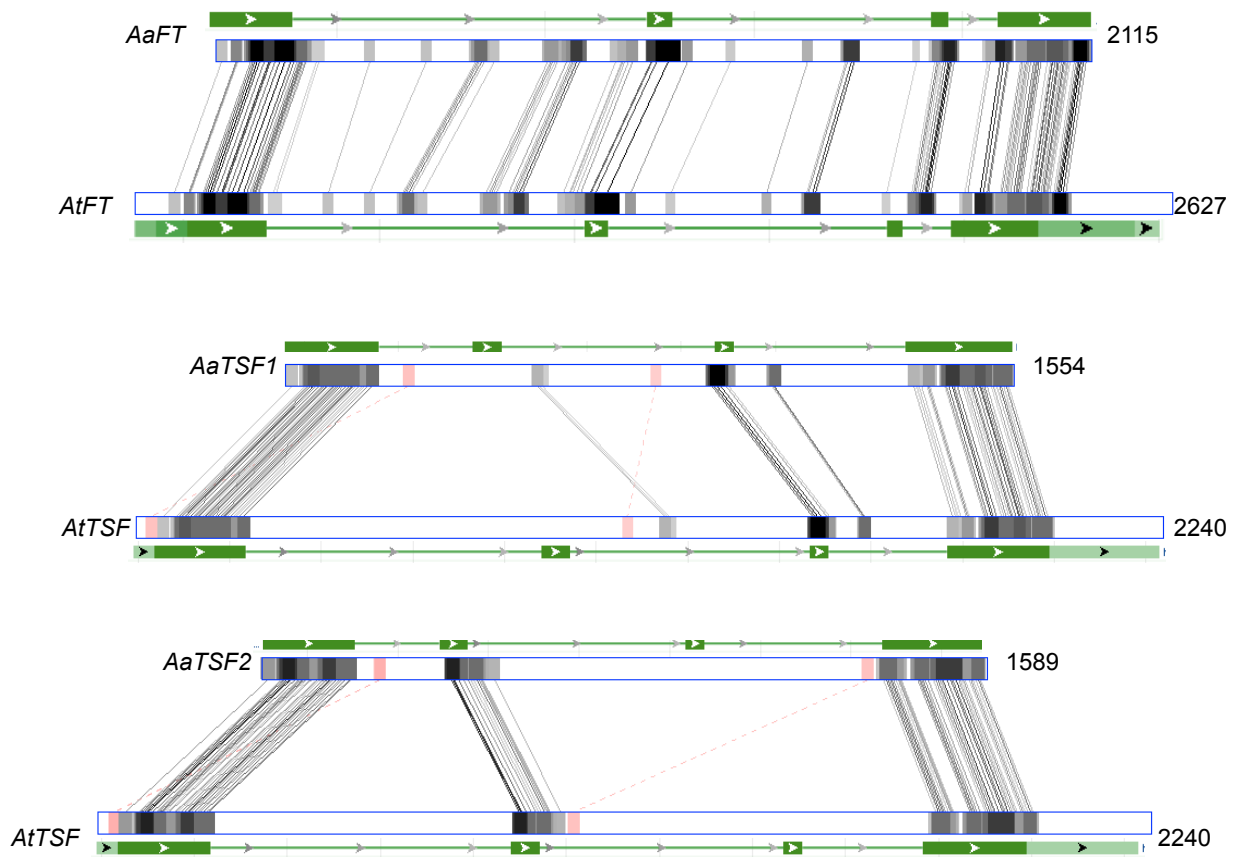 AaFT
2115
AtFT
2627
AaTSF1
1554
AtTSF
2240
AaTSF2
1589
AtTSF
2240